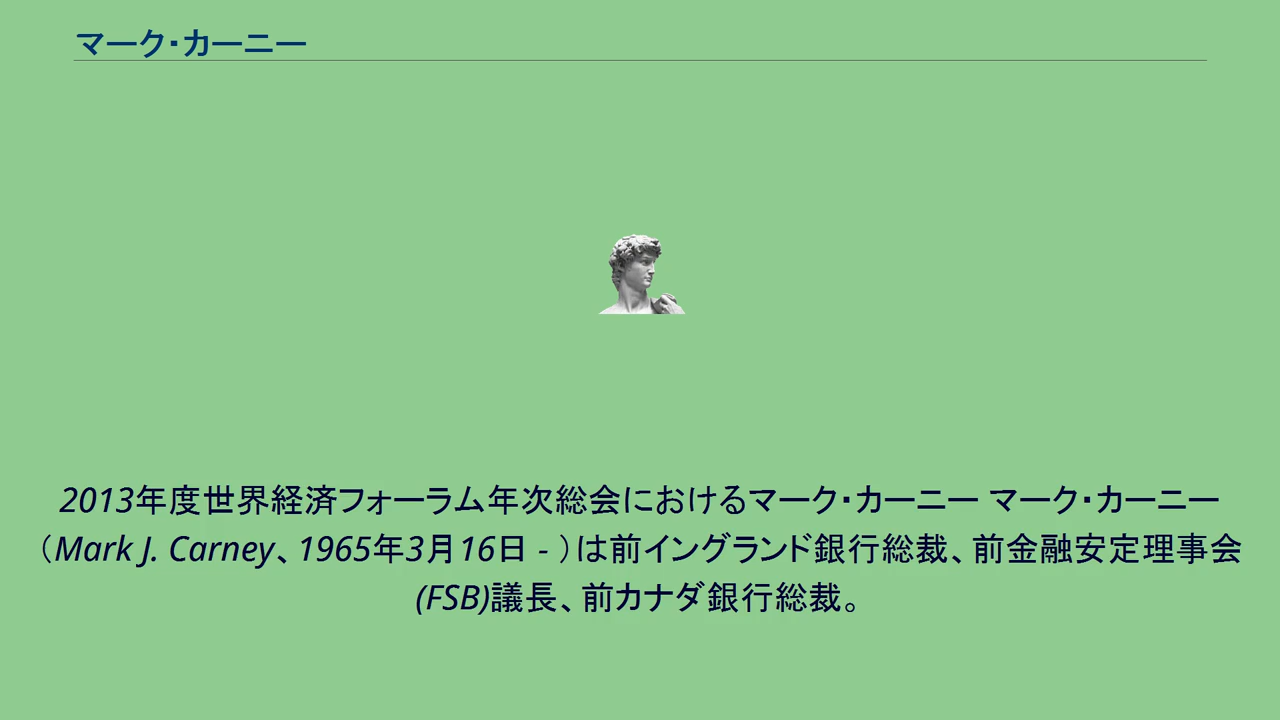 マーク・カーニー
2013年度世界経済フォーラム年次総会におけるマーク・カーニー マーク・カーニー
（Mark J. Carney、1965年3月16日 - ）は前イングランド銀行総裁、前金融安定理事会
(FSB)議長、前カナダ銀行総裁。